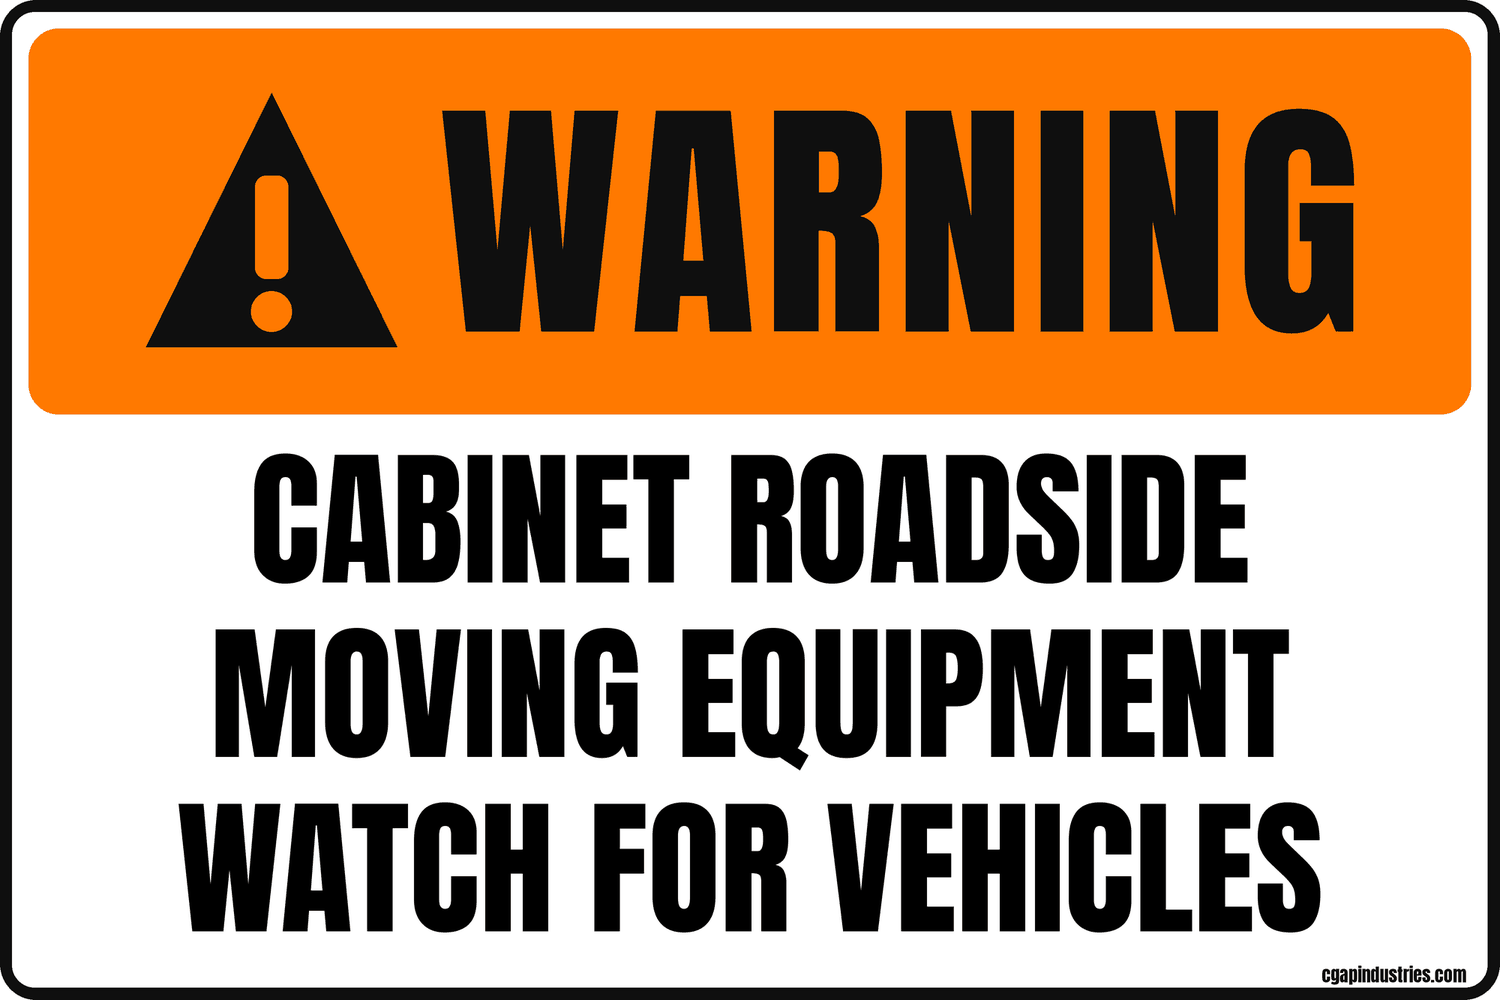 WARNING
CABINET ROADSIDE
MOVING EQUIPMENT
WATCH FOR VEHICLES
cgapindustries.com